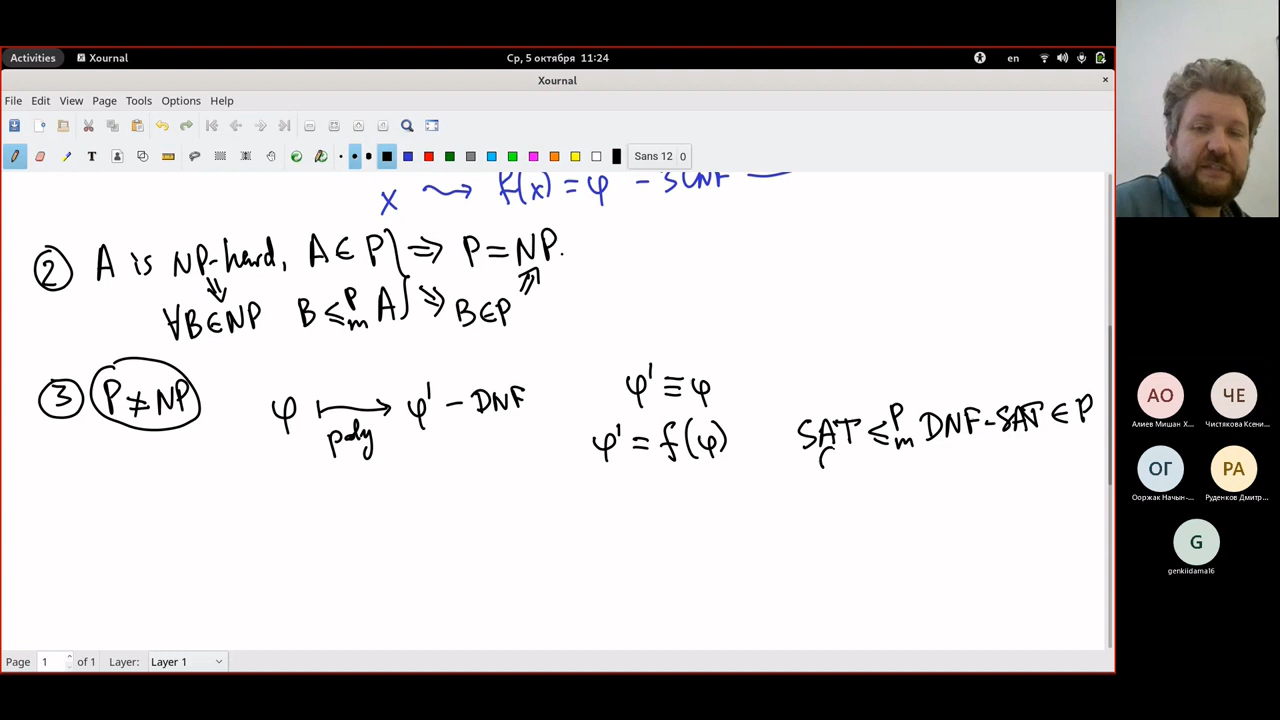 Activities Xournal Ср, 5 октября 11:24 en
Xournal ×
File Edit View Page Tools Options Help
T Sans 12 0
x ⇝ f(x) = φ - 3CNF
② A is NP-hard, A ∈ P } ⇒ P = NP.
∀B ∈ NP B ≤ᵖₘ A } ⇒ B ∈ P ⇒
③ P ≠ NP φ ↦ φ' - DNF φ' ≡ φ
poly φ' = f(φ) SAT ≤ᵖₘ DNF-SAT ∈ P
АО ЧЕ
Алиев Мишан Х... Чистякова Ксени...
ОГ РА
Ооржак Начын-... Руденков Дмитр...
G
genkiidama16
Page 1 of 1 Layer: Layer 1